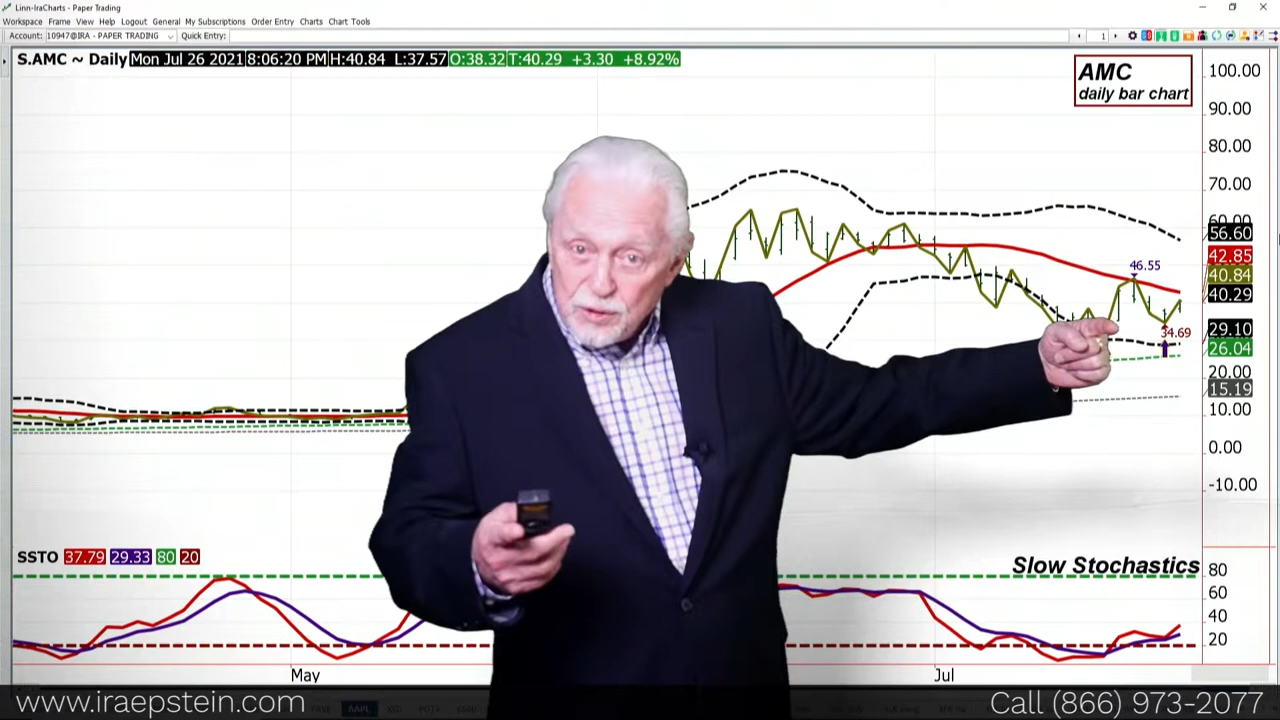 Linn-IraCharts - Paper Trading
Workspace Frame View Help Logout General My Subscriptions Order Entry Charts Chart Tools
Account: 10947@IRA - PAPER TRADING Quick Entry: 1
S.AMC ~ Daily Mon Jul 26 2021 8:06:20 PM H:40.84 L:37.57 O:38.32 T:40.29 +3.30 +8.92%
AMC
daily bar chart
100.00
90.00
80.00
70.00
60.00
56.60
46.55
42.85
40.84
40.29
34.69
29.10
26.04
20.00
15.19
10.00
0.00
-10.00
SSTO 37.79 29.33 80 20
Slow Stochastics
80
60
40
20
May Jul
AAPL
www.iraepstein.com Call (866) 973-2077